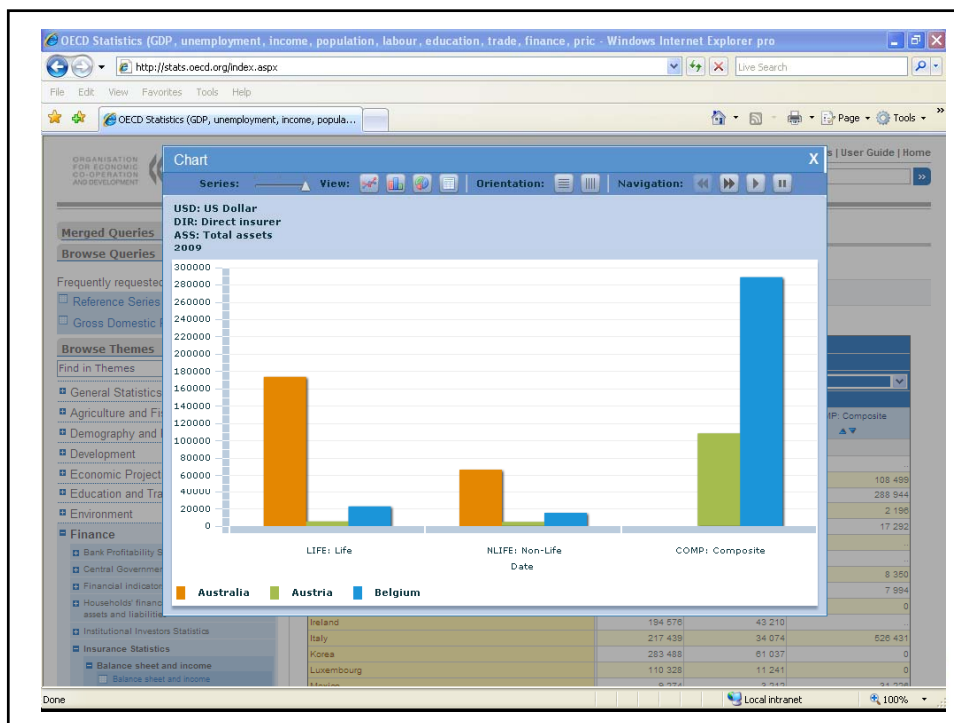 OECD Statistics (GDP, unemployment, income, population, labour, education, trade, finance, pric - Windows Internet Explorer pro
http://stats.oecd.org/index.aspx
Live Search
File Edit View Favorites Tools Help
OECD Statistics (GDP, unemployment, income, popula...
Page Tools
ORGANISATION
FOR ECONOMIC
CO-OPERATION
AND DEVELOPMENT
| User Guide | Home
Merged Queries
Browse Queries
Frequently requested
Reference Series
Gross Domestic
Browse Themes
Find in Themes
General Statistics
Agriculture and
Demography and
Development
Economic Project
Education and
Environment
Finance
Bank Profitability
Central Governmen
Financial indicator
Households' financ
assets and liabilities
Institutional Investors Statistics
Insurance Statistics
Balance sheet and income
Balance sheet and income
Chart
X
Series: View: Orientation: Navigation:
USD: US Dollar
DIR: Direct insurer
ASS: Total assets
2009
300000
280000
260000
240000
220000
200000
180000
160000
140000
120000
100000
80000
60000
40000
20000
0
LIFE: Life NLIFE: Non-Life COMP: Composite
Date
Australia Austria Belgium
Composite
..
108 499
288 944
2 196
17 292
..
..
8 350
7 994
0
Ireland 194 576 43 210 ..
Italy 217 439 34 074 526 431
Korea 283 488 61 037 0
Luxembourg 110 328 11 241 0
Done
Local intranet
100%